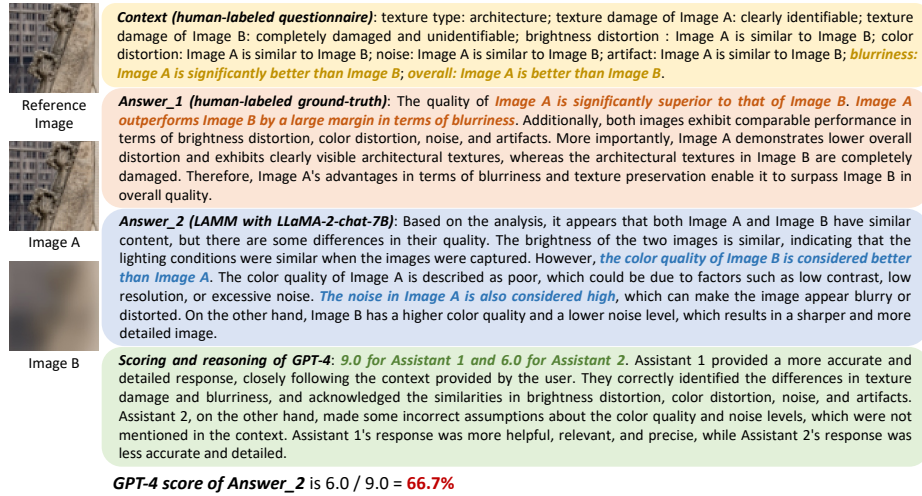 Context (human-labeled questionnaire): texture type: architecture; texture damage of Image A: clearly identifiable; texture
damage of Image B: completely damaged and unidentifiable; brightness distortion : Image A is similar to Image B; color
distortion: Image A is similar to Image B; noise: Image A is similar to Image B; artifact: Image A is similar to Image B; blurriness:
Image A is significantly better than Image B; overall: Image A is better than Image B.
Reference
Image
Answer_1 (human-labeled ground-truth): The quality of Image A is significantly superior to that of Image B. Image A
outperforms Image B by a large margin in terms of blurriness. Additionally, both images exhibit comparable performance in
terms of brightness distortion, color distortion, noise, and artifacts. More importantly, Image A demonstrates lower overall
distortion and exhibits clearly visible architectural textures, whereas the architectural textures in Image B are completely
damaged. Therefore, Image A's advantages in terms of blurriness and texture preservation enable it to surpass Image B in
overall quality.
Image A
Answer_2 (LAMM with LLaMA-2-chat-7B): Based on the analysis, it appears that both Image A and Image B have similar
content, but there are some differences in their quality. The brightness of the two images is similar, indicating that the
lighting conditions were similar when the images were captured. However, the color quality of Image B is considered better
than Image A. The color quality of Image A is described as poor, which could be due to factors such as low contrast, low
resolution, or excessive noise. The noise in Image A is also considered high, which can make the image appear blurry or
distorted. On the other hand, Image B has a higher color quality and a lower noise level, which results in a sharper and more
detailed image.
Image B
Scoring and reasoning of GPT-4: 9.0 for Assistant 1 and 6.0 for Assistant 2. Assistant 1 provided a more accurate and
detailed response, closely following the context provided by the user. They correctly identified the differences in texture
damage and blurriness, and acknowledged the similarities in brightness distortion, color distortion, noise, and artifacts.
Assistant 2, on the other hand, made some incorrect assumptions about the color quality and noise levels, which were not
mentioned in the context. Assistant 1's response was more helpful, relevant, and precise, while Assistant 2's response was
less accurate and detailed.
GPT-4 score of Answer_2 is 6.0 / 9.0 = 66.7%